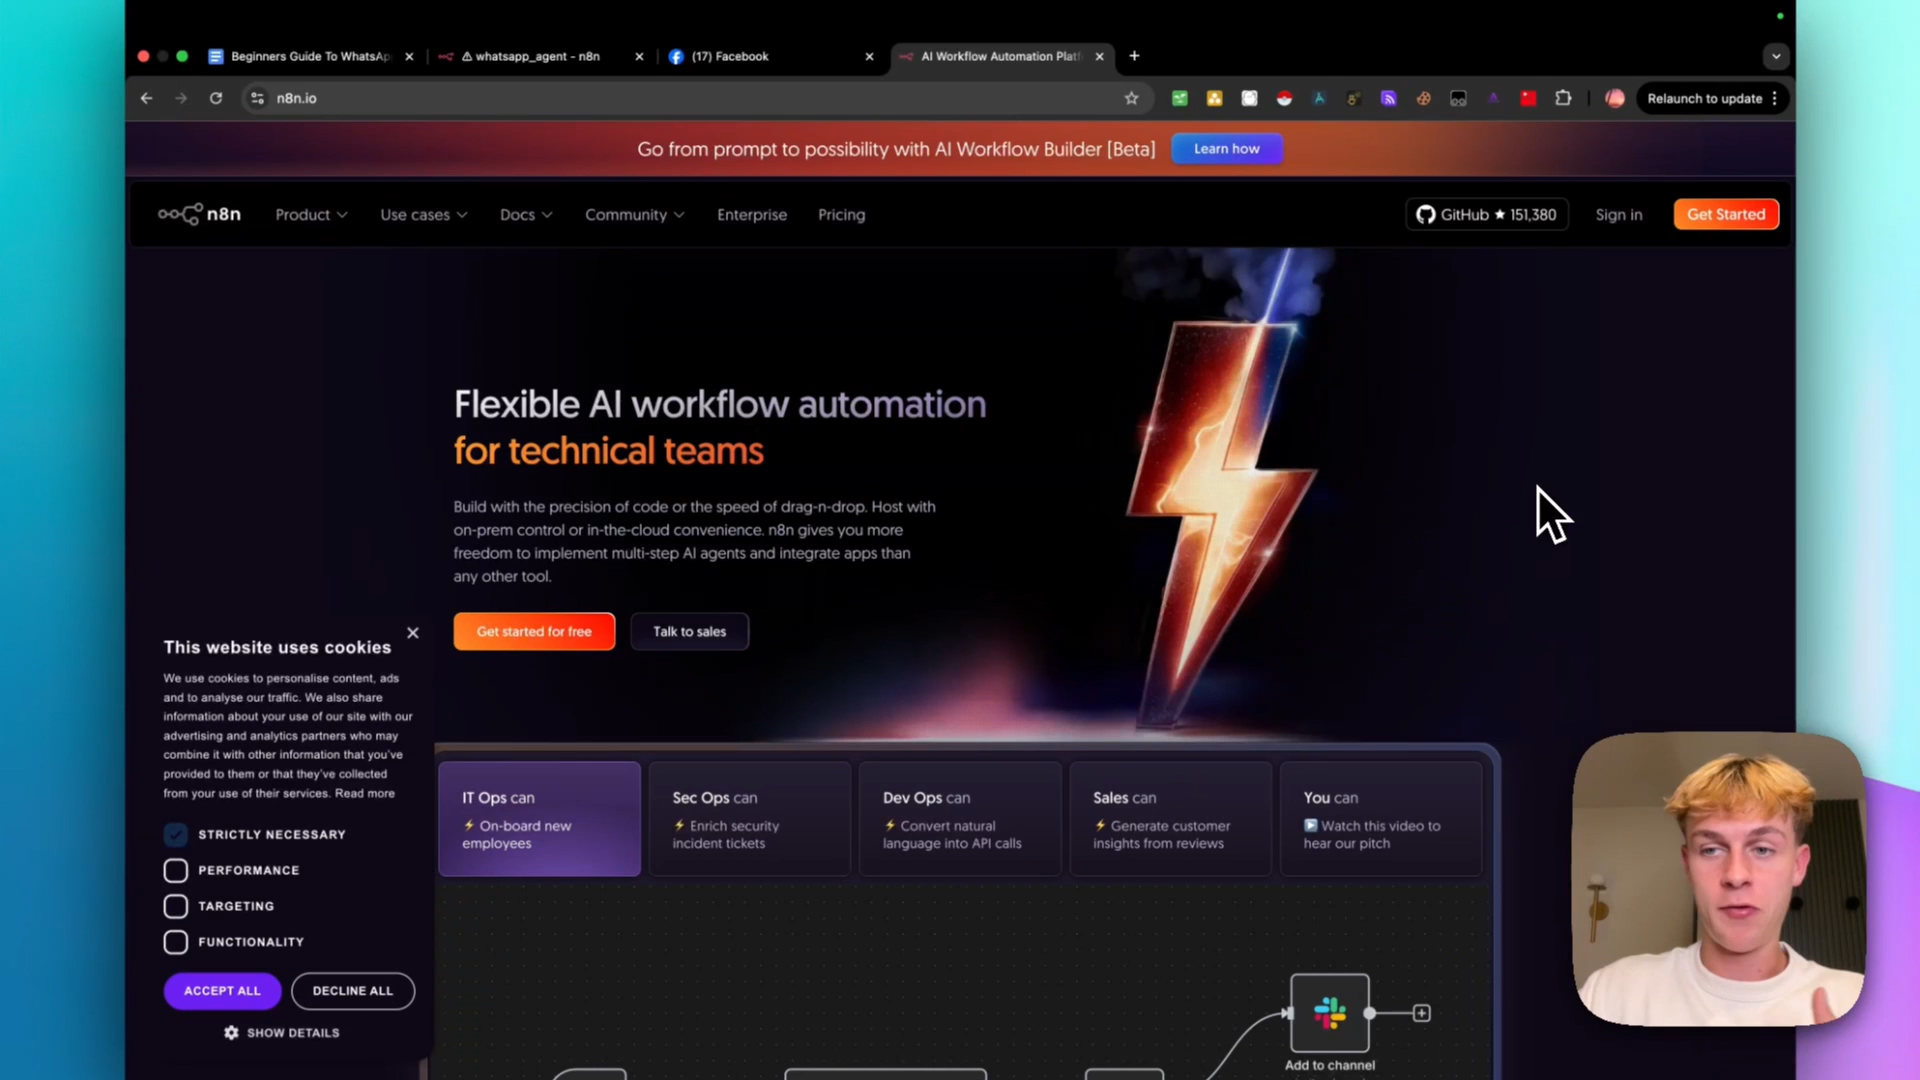 Beginners Guide To WhatsAp
whatsapp_agent - n8n
(17) Facebook
AI Workflow Automation Platf
n8n.io
Relaunch to update
Go from prompt to possibility with AI Workflow Builder [Beta]
Learn how
n8n
Product
Use cases
Docs
Community
Enterprise
Pricing
GitHub ★ 151,380
Sign in
Get Started
Flexible AI workflow automation
for technical teams
Build with the precision of code or the speed of drag-n-drop. Host with
on-prem control or in-the-cloud convenience. n8n gives you more
freedom to implement multi-step AI agents and integrate apps than
any other tool.
Get started for free
Talk to sales
This website uses cookies
We use cookies to personalise content, ads
and to analyse our traffic. We also share
information about your use of our site with our
advertising and analytics partners who may
combine it with other information that you've
provided to them or that they've collected
from your use of their services. Read more
STRICTLY NECESSARY
PERFORMANCE
TARGETING
FUNCTIONALITY
ACCEPT ALL
DECLINE ALL
SHOW DETAILS
IT Ops can
⚡ On-board new
employees
Sec Ops can
⚡ Enrich security
incident tickets
Dev Ops can
⚡ Convert natural
language into API calls
Sales can
⚡ Generate customer
insights from reviews
You can
▶️ Watch this video to
hear our pitch
Add to channel